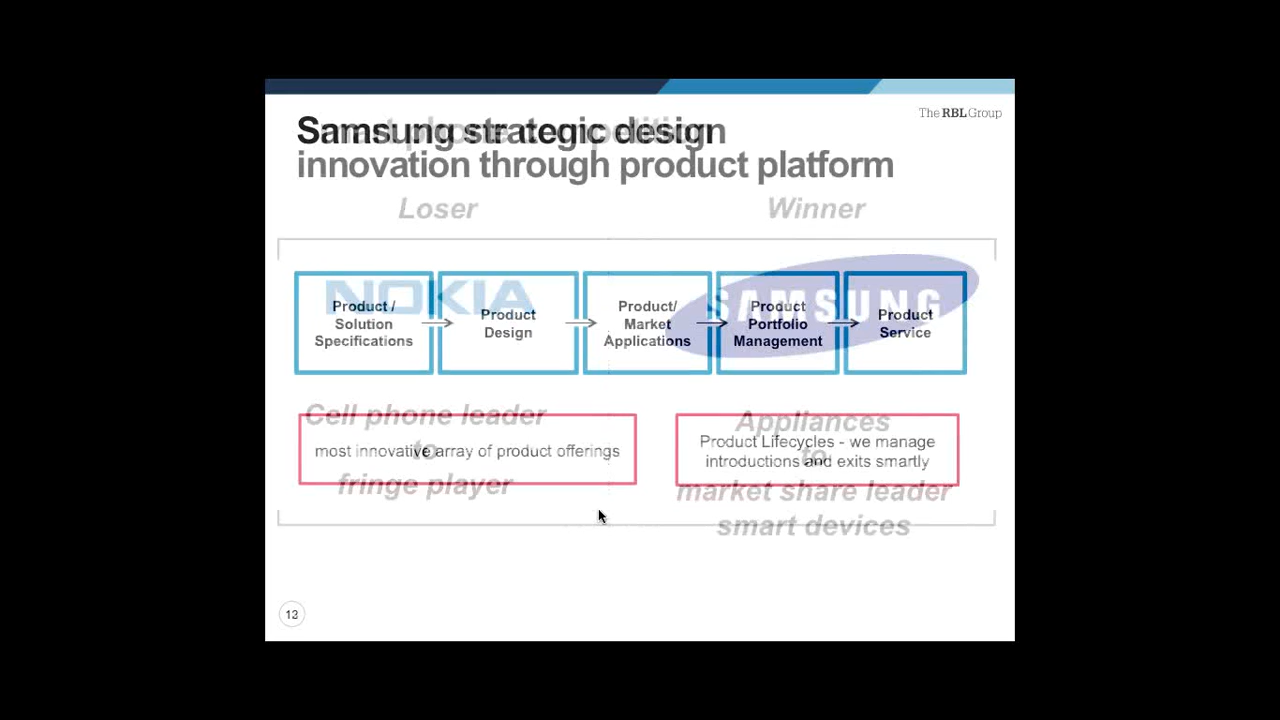 The RBL Group
Samsung strategic design
innovation through product platform
Loser
Winner
NOKIA
SAMSUNG
Product /
Solution
Specifications
Product
Design
Product/
Market
Applications
Product
Portfolio
Management
Product
Service
Cell phone leader
to
fringe player
most innovative array of product offerings
Appliances
to
market share leader
smart devices
Product Lifecycles - we manage
introductions and exits smartly